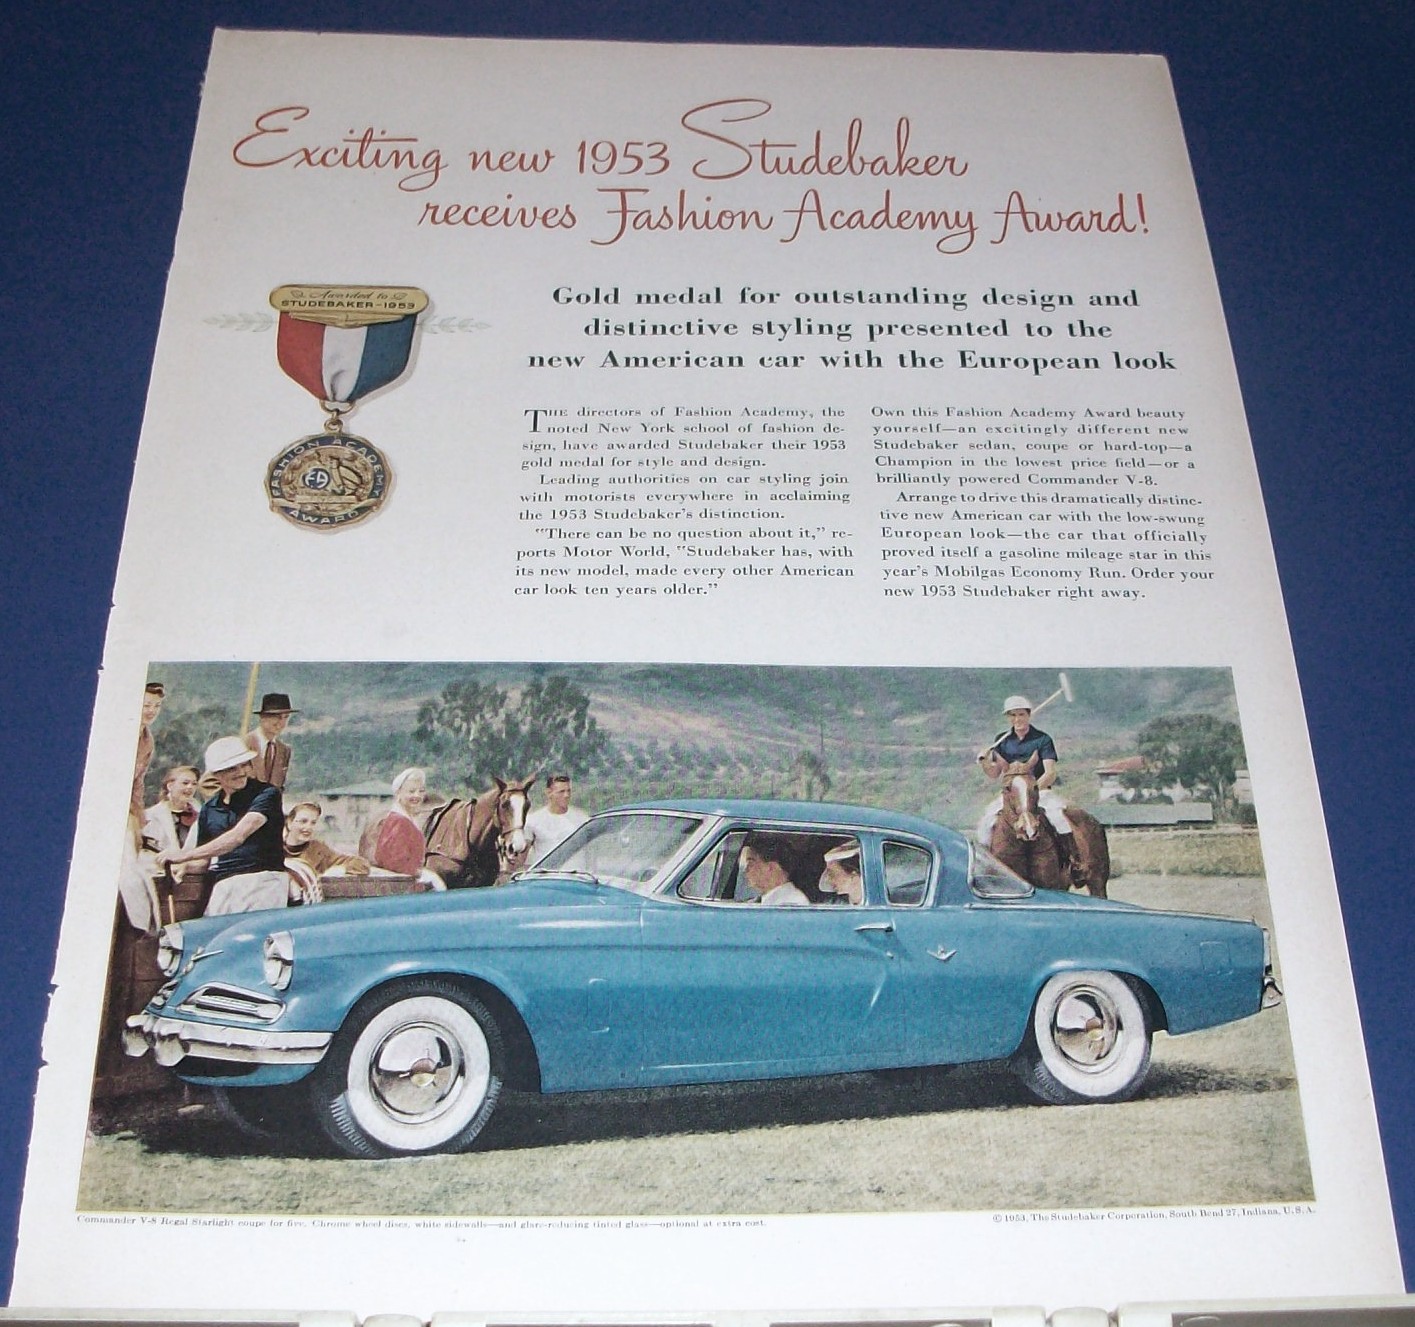 Exciting new 1953 Studebaker
receives Fashion Academy Award!
Awarded to
STUDEBAKER-1953
FASHION ACADEMY
FA
AWARD
Gold medal for outstanding design and
distinctive styling presented to the
new American car with the European look
THE directors of Fashion Academy, the
noted New York school of fashion de-
sign, have awarded Studebaker their 1953
gold medal for style and design.
Leading authorities on car styling join
with motorists everywhere in acclaiming
the 1953 Studebaker's distinction.
"There can be no question about it," re-
ports Motor World, "Studebaker has, with
its new model, made every other American
car look ten years older."
Own this Fashion Academy Award beauty
yourself—an excitingly different new
Studebaker sedan, coupe or hard-top—a
Champion in the lowest price field—or a
brilliantly powered Commander V-8.
Arrange to drive this dramatically distinc-
tive new American car with the low-swung
European look—the car that officially
proved itself a gasoline mileage star in this
year's Mobilgas Economy Run. Order your
new 1953 Studebaker right away.
Commander V-8 Regal Starlight coupe for five. Chrome wheel discs, white sidewalls—and glare-reducing tinted glass—optional at extra cost.
© 1953, The Studebaker Corporation, South Bend 27, Indiana, U.S.A.